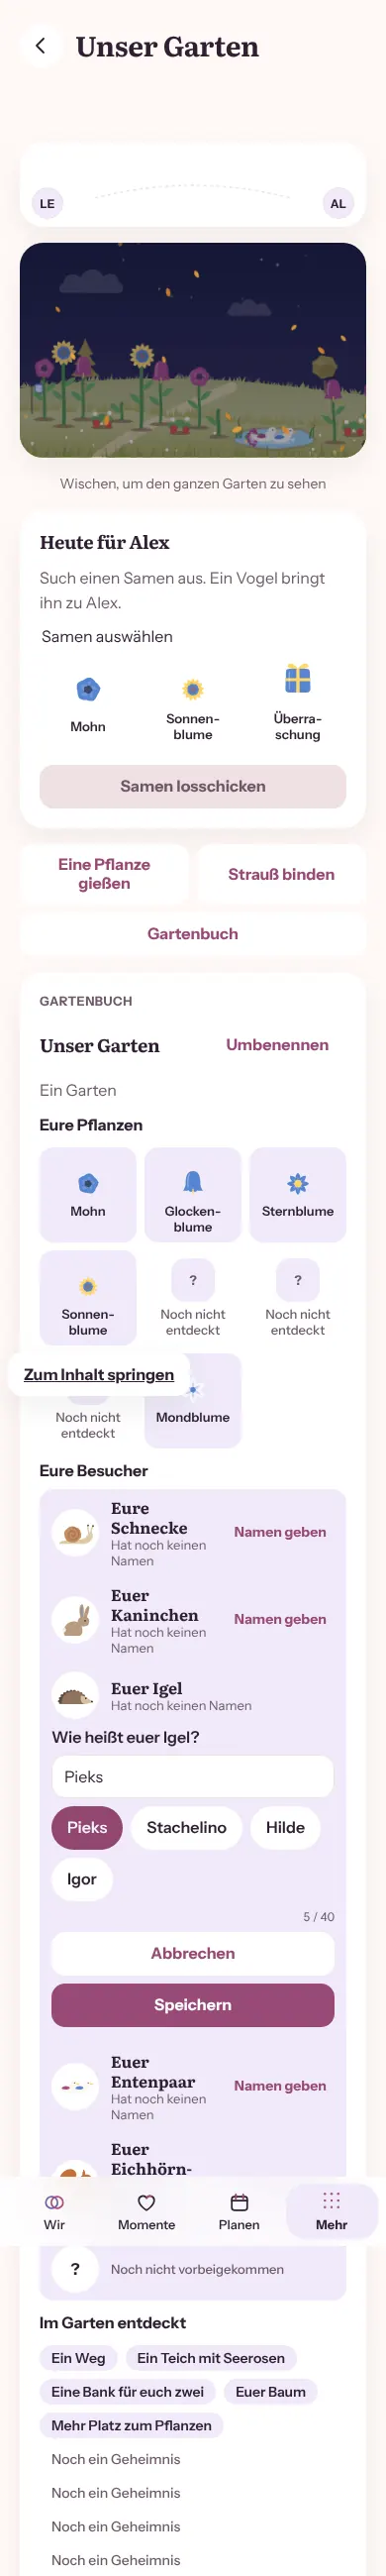 Unser Garten
LE
AL
Wischen, um den ganzen Garten zu sehen
Heute für Alex
Such einen Samen aus. Ein Vogel bringt
ihn zu Alex.
Samen auswählen
Mohn
Sonnen-
blume
Überra-
schung
Samen losschicken
Eine Pflanze
gießen
Strauß binden
Gartenbuch
GARTENBUCH
Unser Garten
Umbenennen
Ein Garten
Eure Pflanzen
Mohn
Glocken-
blume
Sternblume
Sonnen-
blume
?
Noch nicht
entdeckt
?
Noch nicht
entdeckt
Zum Inhalt springen
Noch nicht
entdeckt
Mondblume
Eure Besucher
Eure
Schnecke
Hat noch keinen
Namen
Namen geben
Euer
Kaninchen
Hat noch keinen
Namen
Namen geben
Euer Igel
Hat noch keinen Namen
Wie heißt euer Igel?
Pieks
Pieks
Stachelino
Hilde
Igor
5 / 40
Abbrechen
Speichern
Euer
Entenpaar
Hat noch keinen
Namen
Namen geben
Euer
Eichhörn-
Wir
Momente
Planen
Mehr
?
Noch nicht vorbeigekommen
Im Garten entdeckt
Ein Weg
Ein Teich mit Seerosen
Eine Bank für euch zwei
Euer Baum
Mehr Platz zum Pflanzen
Noch ein Geheimnis
Noch ein Geheimnis
Noch ein Geheimnis
Noch ein Geheimnis